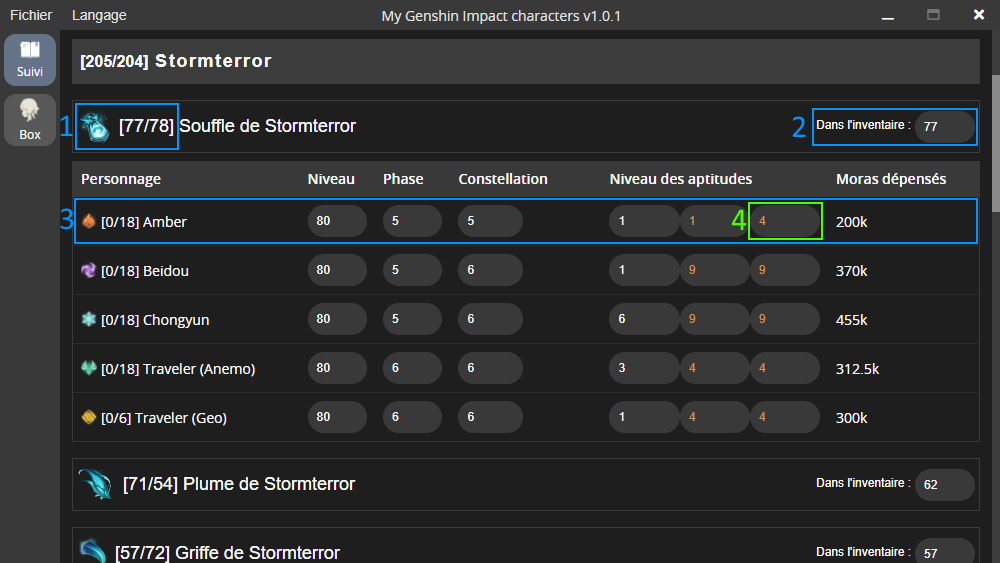 Fichier Langage My Genshin Impact characters v1.0.1
Suivi
Box
[205/204] Stormterror
1 [77/78] Souffle de Stormterror 2 Dans l'inventaire : 77
Personnage Niveau Phase Constellation Niveau des aptitudes Moras dépensés
3 [0/18] Amber 80 5 5 1 1 4 4 200k
[0/18] Beidou 80 5 6 1 9 9 370k
[0/18] Chongyun 80 5 6 6 9 9 455k
[0/18] Traveler (Anemo) 80 6 6 3 4 4 312.5k
[0/6] Traveler (Geo) 80 6 6 1 4 4 300k
[71/54] Plume de Stormterror Dans l'inventaire : 62
[57/72] Griffe de Stormterror Dans l'inventaire : 57